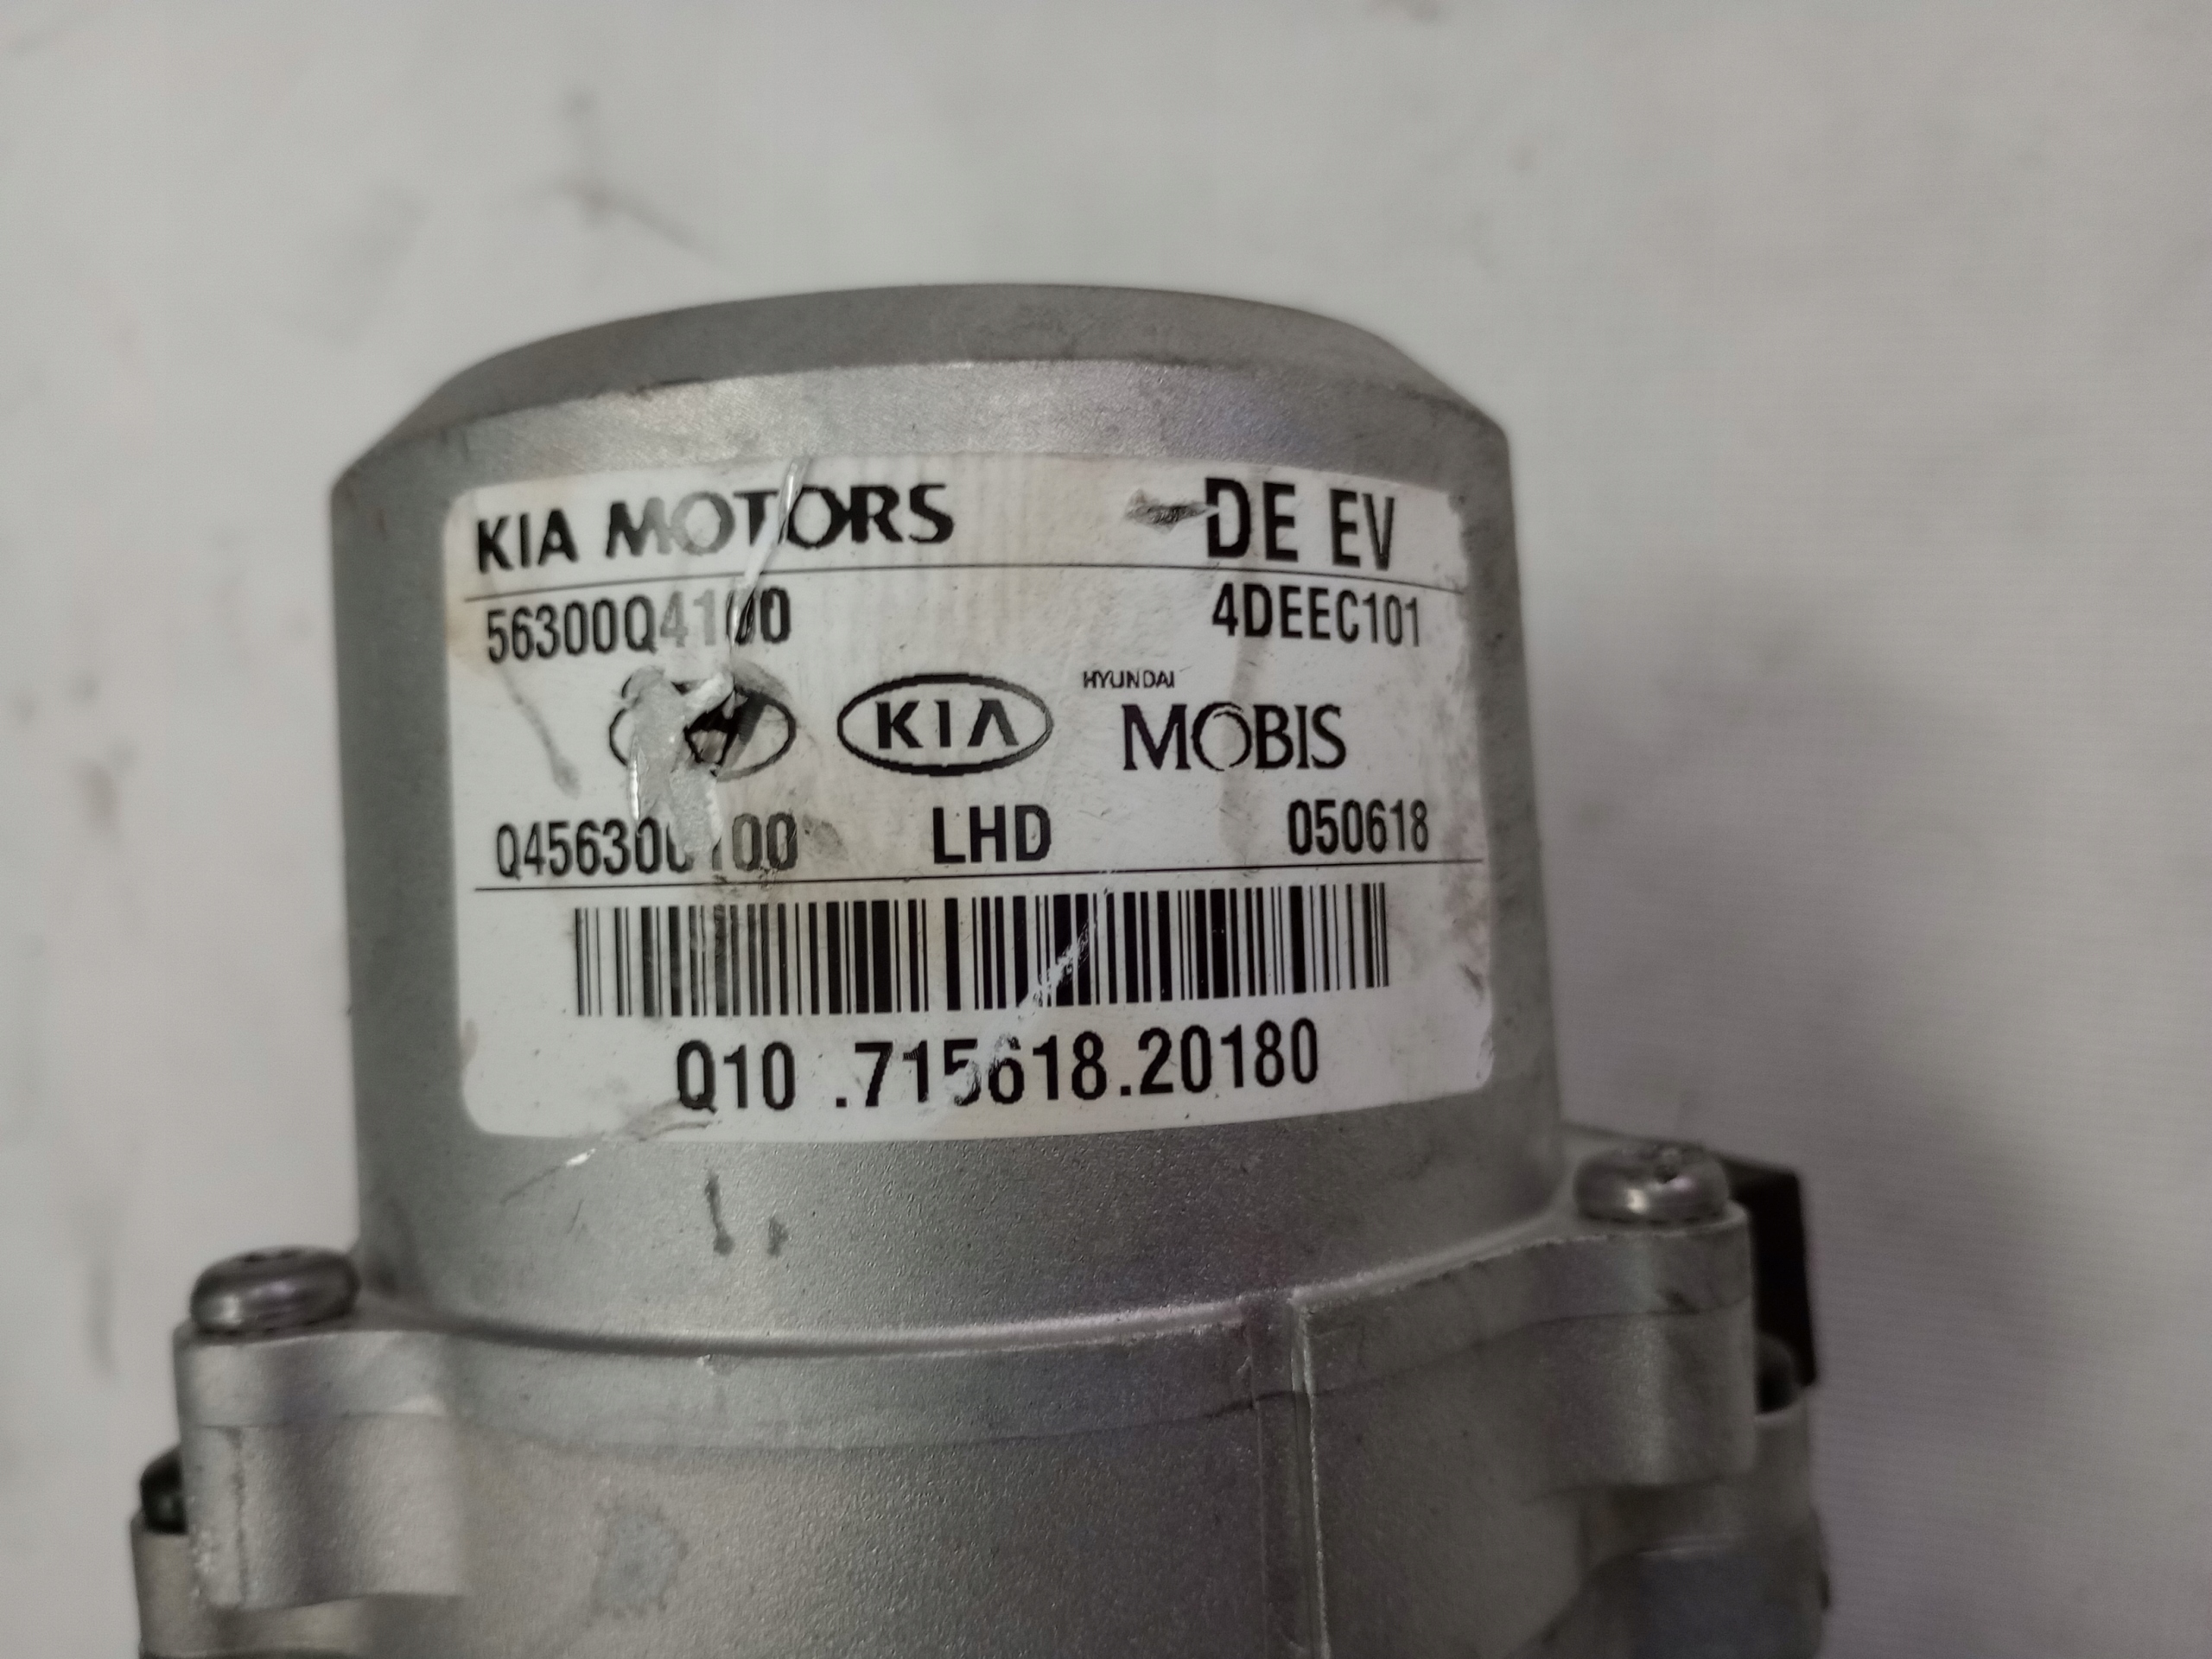 KIA MOTORS DE EV
56300Q4100 4DEEC101
KIA HYUNDAI MOBIS
LHD 050618
Q10 .715618.20180